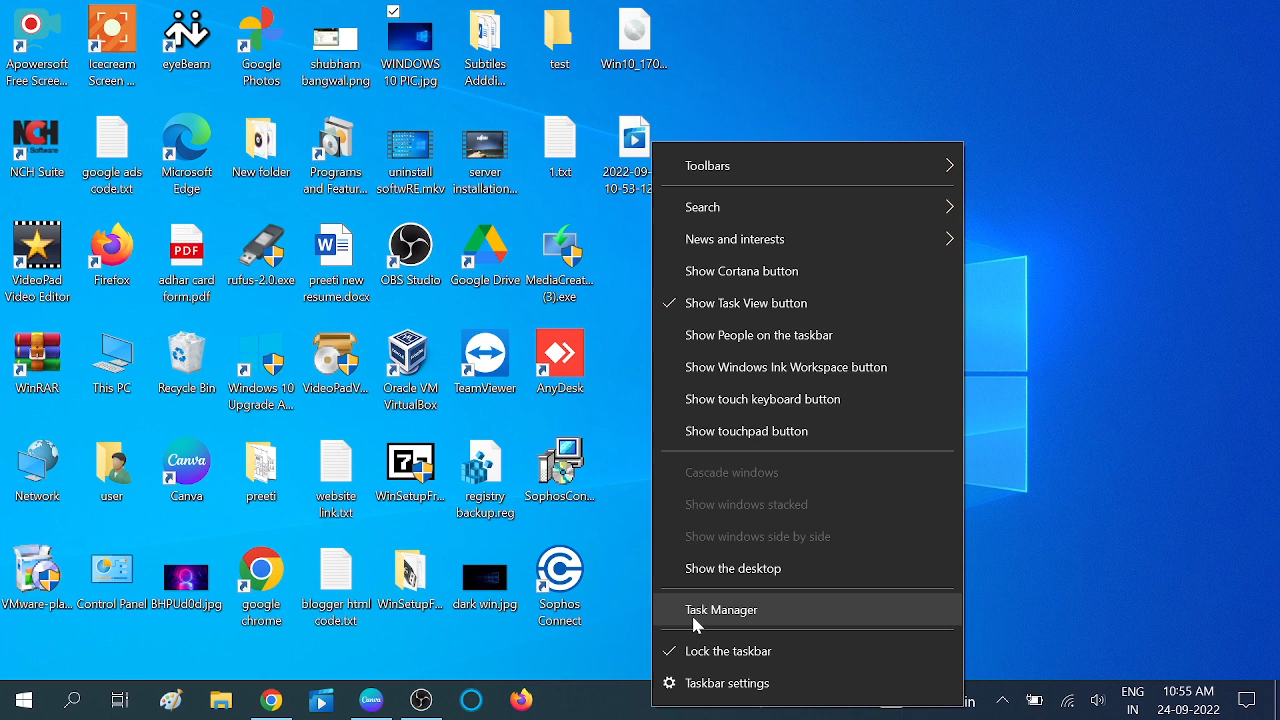 Apowersoft
Free Scree...
Icecream
Screen ...
eyeBeam
Google
Photos
shubham
bangwal.png
WINDOWS
10 PIC.jpg
Subtiles
Adddi...
test
Win10_170...
NCH
Software
NCH Suite
google ads
code.txt
Microsoft
Edge
New folder
Programs
and Featur...
uninstall
softwRE.mkv
server
installation...
1.txt
2022-09-
10-53-12
VideoPad
Video Editor
Firefox
PDF
adhar card
form.pdf
rufus-2.0.exe
W
preeti new
resume.docx
OBS Studio
Google Drive
MediaCreat...
(3).exe
WinRAR
This PC
Recycle Bin
Windows 10
Upgrade A...
VideoPadV...
Oracle VM
VirtualBox
TeamViewer
AnyDesk
Network
user
Canva
Canva
preeti
website
link.txt
WinSetupFr...
registry
backup.reg
SophosCon...
VMware-pla...
Control Panel
BHPUd0d.jpg
google
chrome
blogger html
code.txt
WinSetupF...
dark win.jpg
Sophos
Connect
Toolbars
Search
News and interests
Show Cortana button
Show Task View button
Show People on the taskbar
Show Windows Ink Workspace button
Show touch keyboard button
Show touchpad button
Cascade windows
Show windows stacked
Show windows side by side
Show the desktop
Task Manager
Lock the taskbar
Taskbar settings
Canva
in
ENG
IN
10:55 AM
24-09-2022